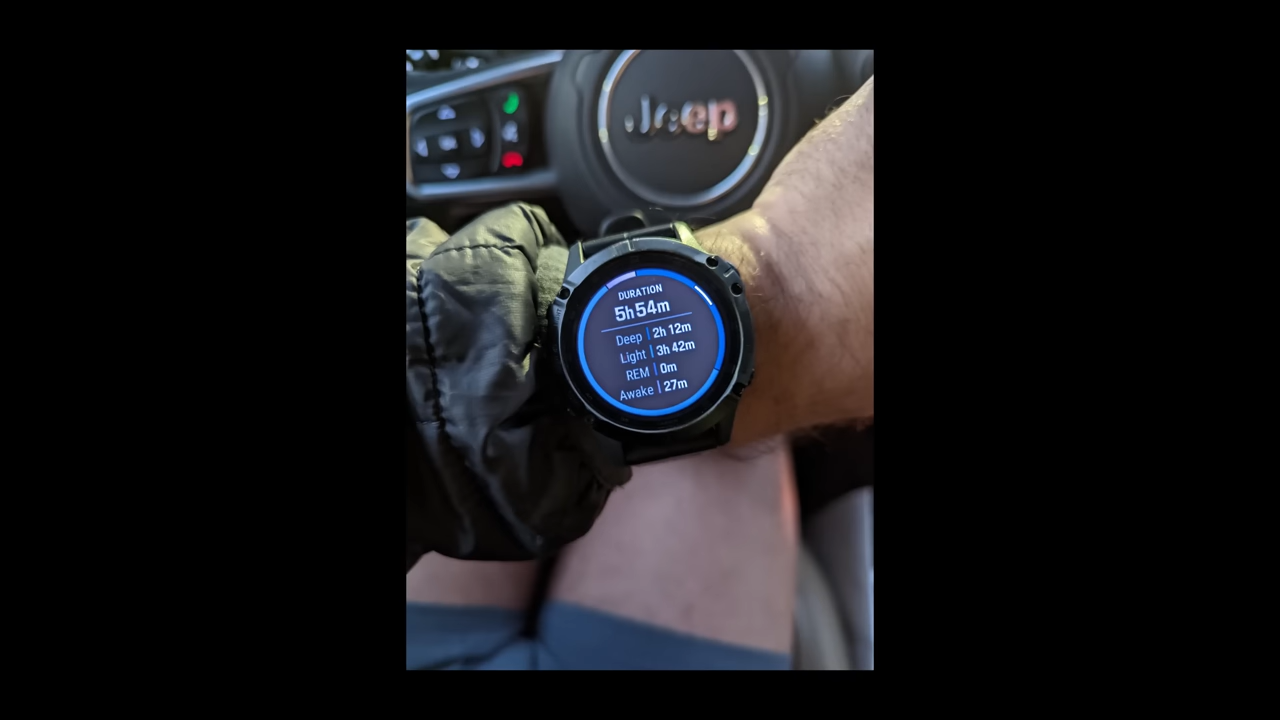 Jeep
DURATION
5h 54m
Deep 2h 12m
Light 3h 42m
REM 0m
Awake 27m